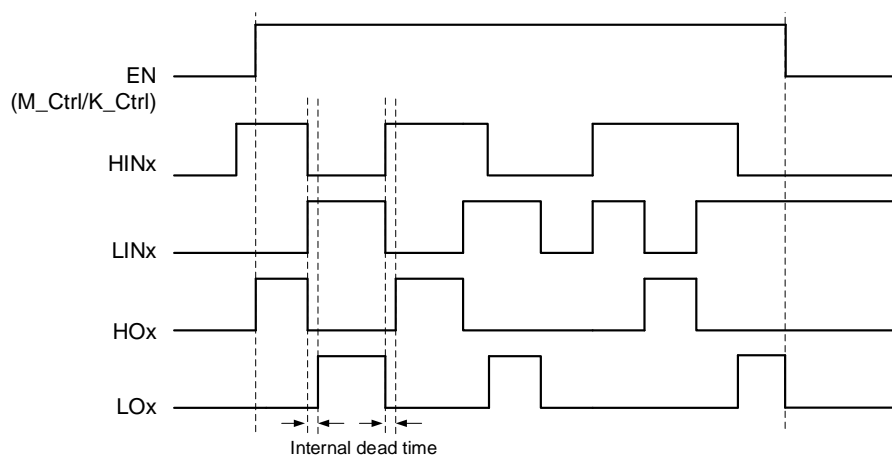 EN
(M_Ctrl/K_Ctrl)
HINx
LINx
HOx
LOx
Internal dead time